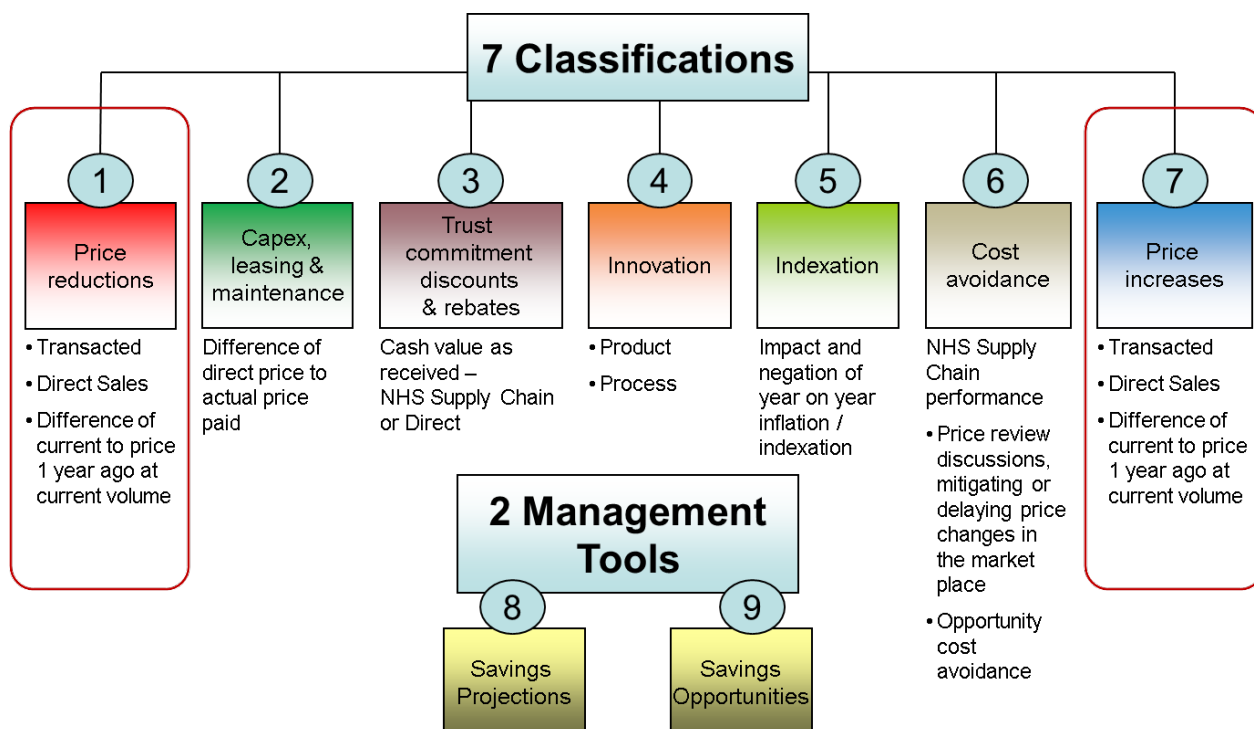 7 Classifications
1
Price
reductions
• Transacted
• Direct Sales
• Difference of
current to price
1 year ago at
current volume
2
Capex,
leasing &
maintenance
Difference of
direct price to
actual price
paid
3
Trust
commitment
discounts
& rebates
Cash value as
received –
NHS Supply Chain
or Direct
4
Innovation
• Product
• Process
5
Indexation
Impact and
negation of
year on year
inflation /
indexation
6
Cost
avoidance
NHS Supply
Chain
performance
• Price review
discussions,
mitigating or
delaying price
changes in
the market
place
• Opportunity
cost
avoidance
7
Price
increases
• Transacted
• Direct Sales
• Difference of
current to price
1 year ago at
current volume
2 Management
Tools
8
Savings
Projections
9
Savings
Opportunities